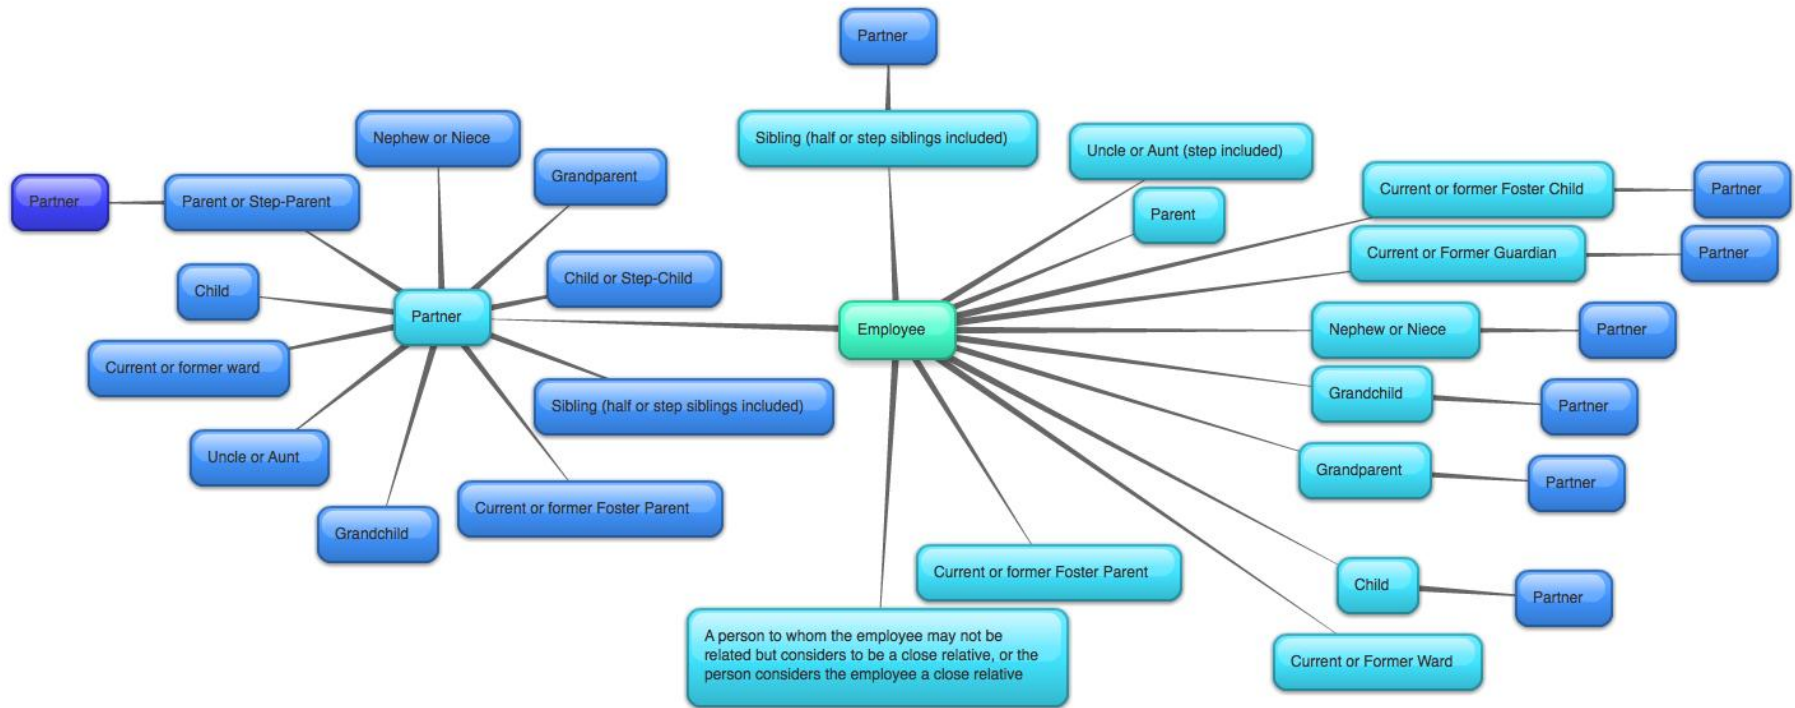 Partner
Nephew or Niece
Sibling (half or step siblings included)
Uncle or Aunt (step included)
Grandparent
Current or former Foster Child
Partner
Partner
Parent or Step-Parent
Parent
Current or Former Guardian
Partner
Child
Child or Step-Child
Partner
Employee
Nephew or Niece
Partner
Current or former ward
Grandchild
Partner
Sibling (half or step siblings included)
Uncle or Aunt
Grandparent
Partner
Current or former Foster Parent
Grandchild
Current or former Foster Parent
Child
Partner
A person to whom the employee may not be
related but considers to be a close relative, or the
person considers the employee a close relative
Current or Former Ward